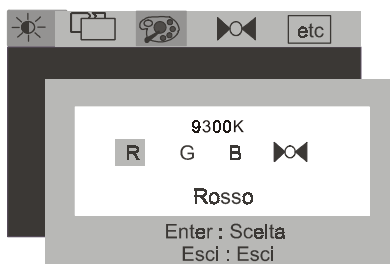 etc
9300K
R G B
Rosso
Enter : Scelta
Esci : Esci